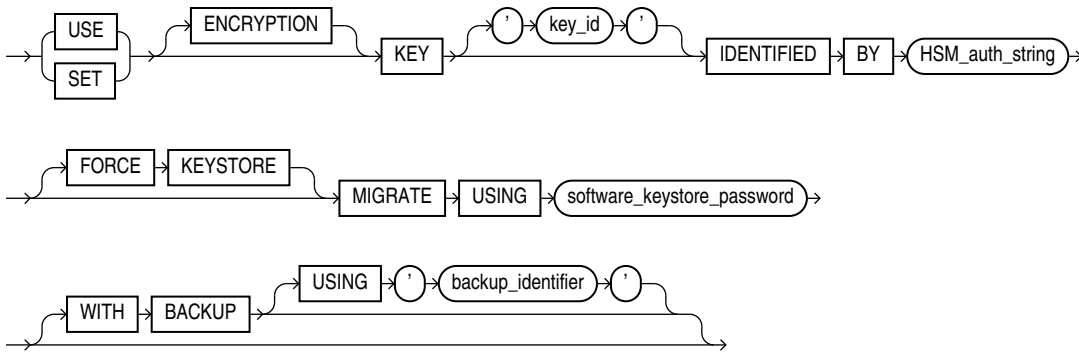 USE ENCRYPTION ' key_id '
SET KEY IDENTIFIED BY HSM_auth_string
FORCE KEYSTORE
MIGRATE USING software_keystore_password
USING ' backup_identifier '
WITH BACKUP